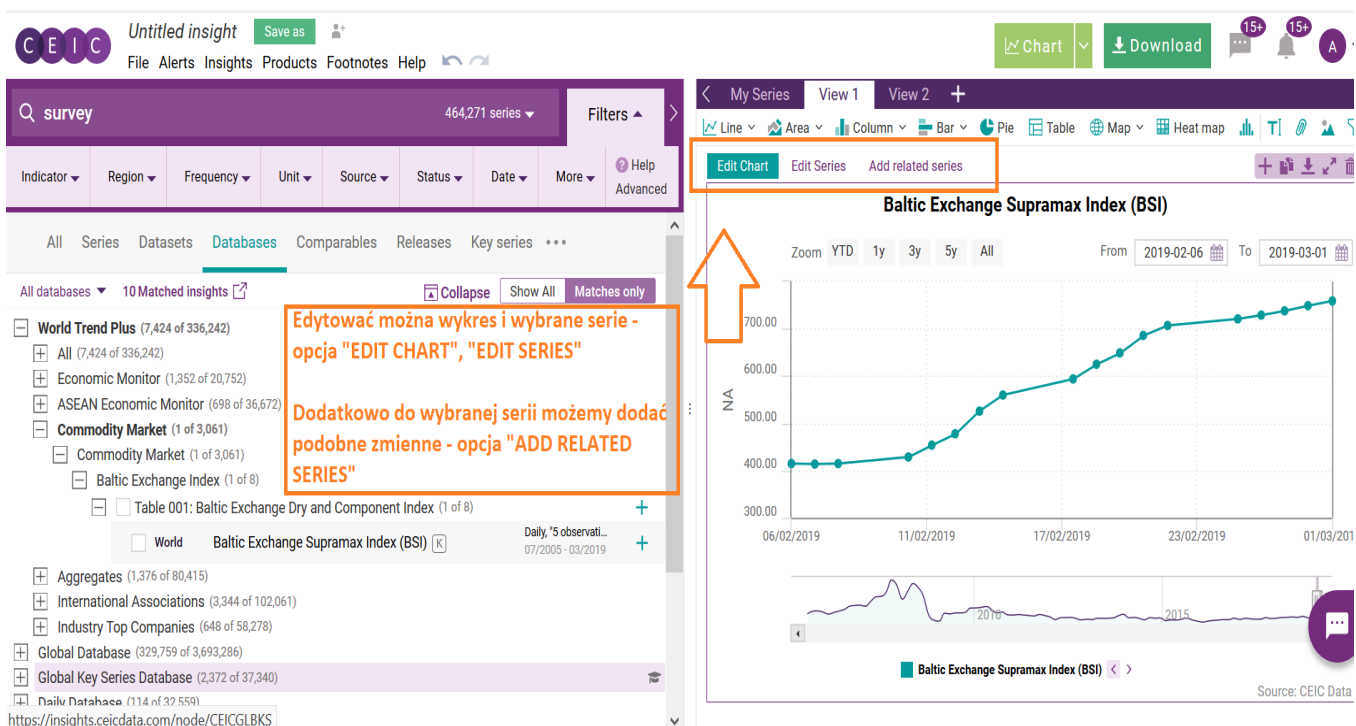 CEIC
Untitled insight Save as
File Alerts Insights Products Footnotes Help
Chart Download 15+ 15+ A
survey 464,271 series Filters
Indicator Region Frequency Unit Source Status Date More Help
Advanced
All Series Datasets Databases Comparables Releases Key series •••
All databases 10 Matched insights Collapse Show All Matches only
World Trend Plus (7,424 of 336,242)
All (7,424 of 336,242)
Economic Monitor (1,352 of 20,752)
ASEAN Economic Monitor (698 of 36,672)
Commodity Market (1 of 3,061)
Commodity Market (1 of 3,061)
Baltic Exchange Index (1 of 8)
Table 001: Baltic Exchange Dry and Component Index (1 of 8)
World Baltic Exchange Supramax Index (BSI) K Daily, "5 observati...
07/2005 - 03/2019
Aggregates (1,376 of 80,415)
International Associations (3,344 of 102,061)
Industry Top Companies (648 of 58,278)
Global Database (329,759 of 3,693,286)
Global Key Series Database (2,372 of 37,340)
Daily Database (114 of 32,559)
https://insights.ceicdata.com/node/CEICGLBKS
Edytować można wykres i wybrane serie -
opcja "EDIT CHART", "EDIT SERIES"
Dodatkowo do wybranej serii możemy dodać
podobne zmienne - opcja "ADD RELATED
SERIES"
My Series View 1 View 2
Line Area Column Bar Pie Table Map Heat map
Edit Chart Edit Series Add related series
Baltic Exchange Supramax Index (BSI)
Zoom YTD 1y 3y 5y All From 2019-02-06 To 2019-03-01
700.00
600.00
500.00
400.00
300.00
NA
06/02/2019 11/02/2019 17/02/2019 23/02/2019 01/03/201
2010 2015
Baltic Exchange Supramax Index (BSI)
Source: CEIC Data